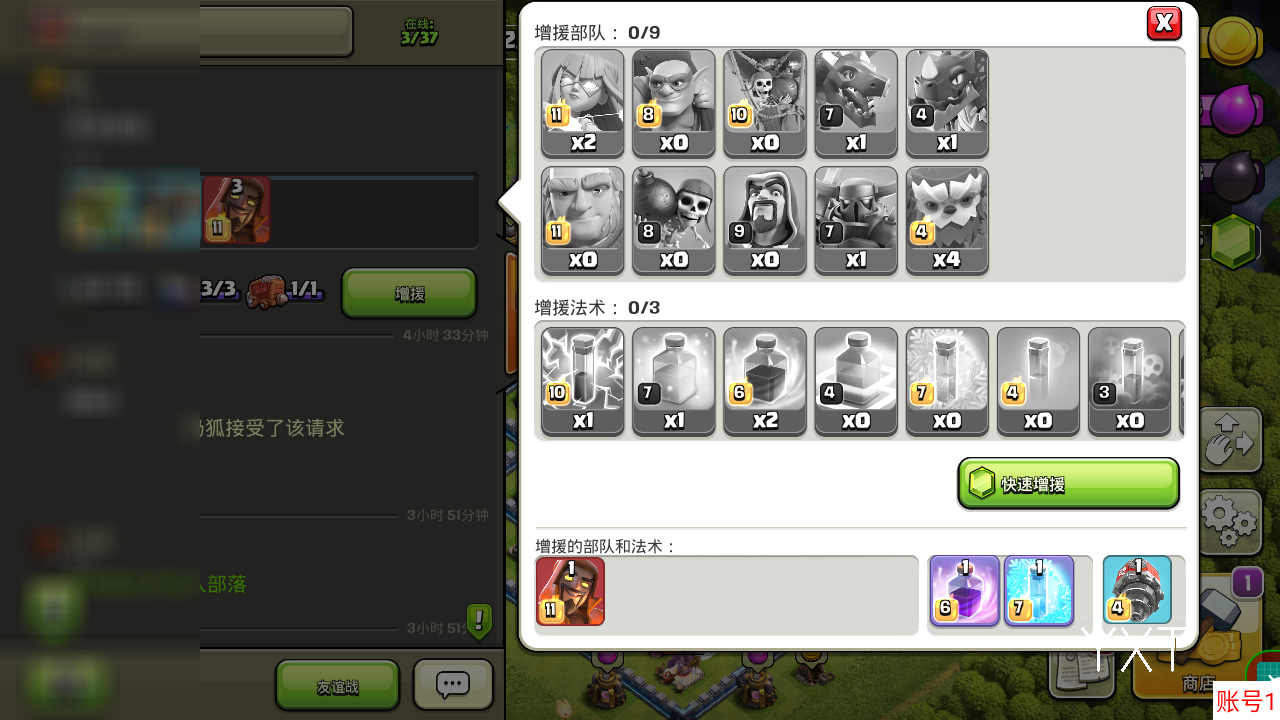 在线:
3/37
2
增援部队： 0/9
X
11 8 10 7 4
x2 x0 x0 x1 x1
11 8 9 7 4
x0 x0 x0 x1 x4
3
11
3/3 1/1 增援
4小时 33分钟
狐接受了该请求
3小时 51分钟
人部落
3小时 51
!
友谊战
增援法术： 0/3
10 7 6 4 7 4 3
x1 x1 x2 x0 x0 x0 x0
快速增援
增援的部队和法术：
1 1 1 1
11 6 7 4
1
YXT
商店
账号1